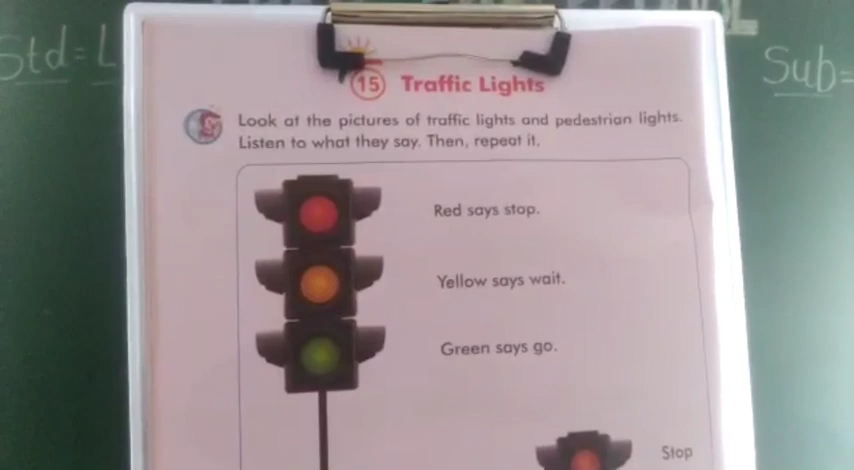 Std=
Sub=
15 Traffic Lights
Look at the pictures of traffic lights and pedestrian lights.
Listen to what they say. Then, repeat it.
Red says stop.
Yellow says wait.
Green says go.
Stop